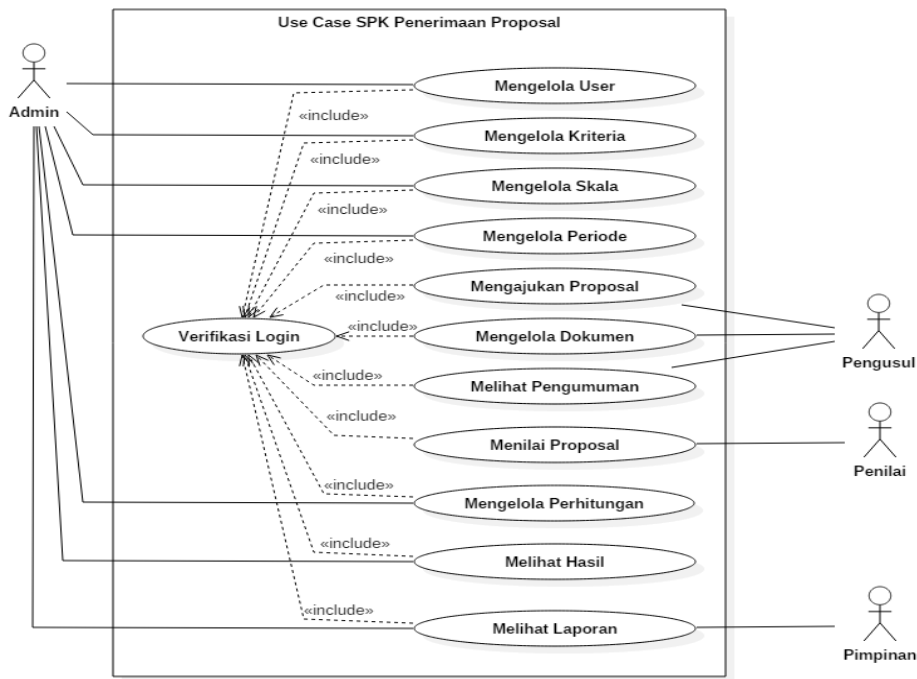 Use Case SPK Penerimaan Proposal
Admin
Mengelola User
«include»
Mengelola Kriteria
«include»
Mengelola Skala
«include»
Mengelola Periode
«include»
Mengajukan Proposal
«include»
Verifikasi Login
«include»
Mengelola Dokumen
Pengusul
«include»
Melihat Pengumuman
«include»
Menilai Proposal
Penilai
«include»
Mengelola Perhitungan
«include»
Melihat Hasil
«include»
Melihat Laporan
Pimpinan